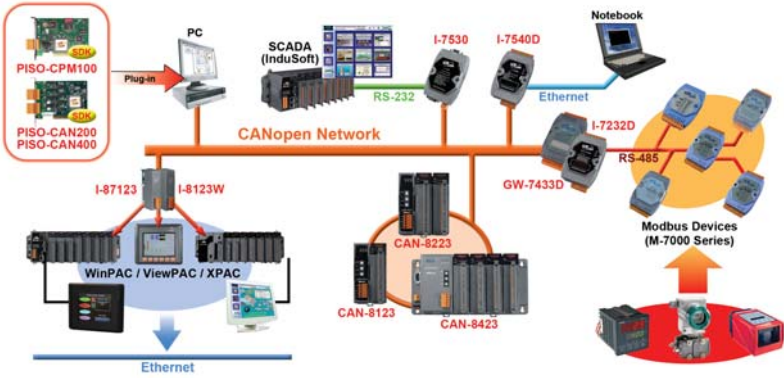 SDK
PISO-CPM100
SDK
PISO-CAN200
PISO-CAN400
Plug-in
PC
SCADA
(InduSoft)
RS-232
I-7530
I-7540D
Ethernet
Notebook
CANopen Network
I-7232D
RS-485
GW-7433D
Modbus Devices
(M-7000 Series)
I-87123
I-8123W
WinPAC / ViewPAC / XPAC
Ethernet
CAN-8223
CAN-8123
CAN-8423